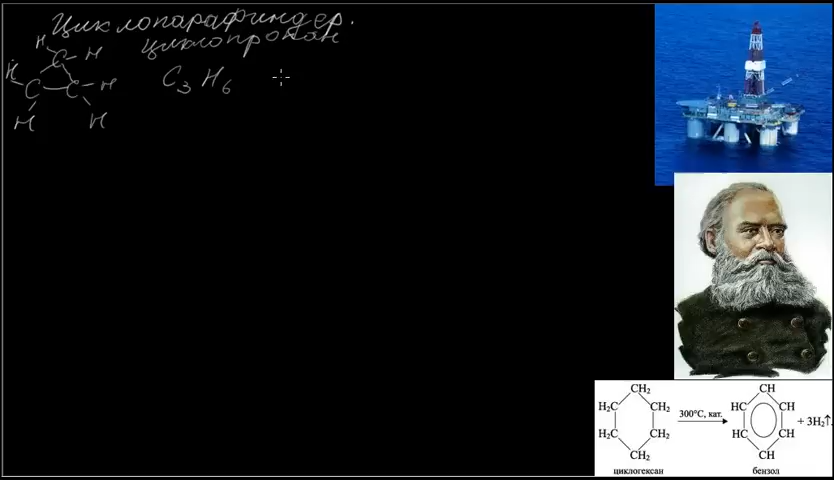 Циклопарафиндер.
циклопропан
H
C-H
H
C-C-H
H H
C₃H₆
CH₂
H₂C CH₂
H₂C CH₂
CH₂
циклогексан
300°C, кат.
CH
HC CH
HC CH
CH
бензол
+ 3H₂↑.